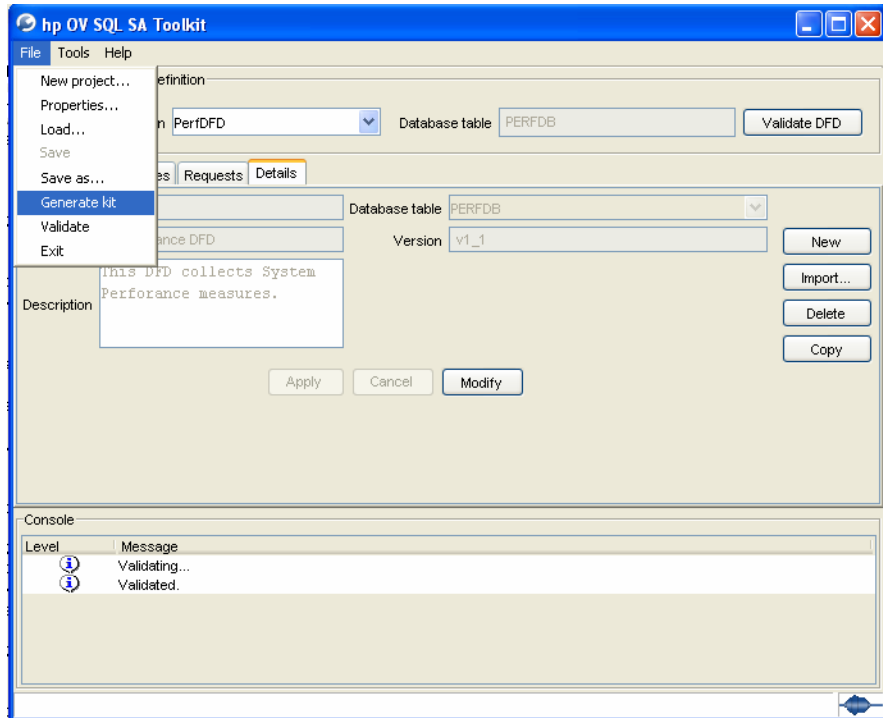 hp OV SQL SA Toolkit
File Tools Help
New project...
Properties...
Load...
Save
Save as...
Generate kit
Validate
Exit
efinition
n PerfDFD Database table PERFDB Validate DFD
es Requests Details
Database table PERFDB
ance DFD Version v1_1 New
This DFD collects System
Perforance measures.
Description
Import...
Delete
Copy
Apply Cancel Modify
Console
Level Message
Validating...
Validated.